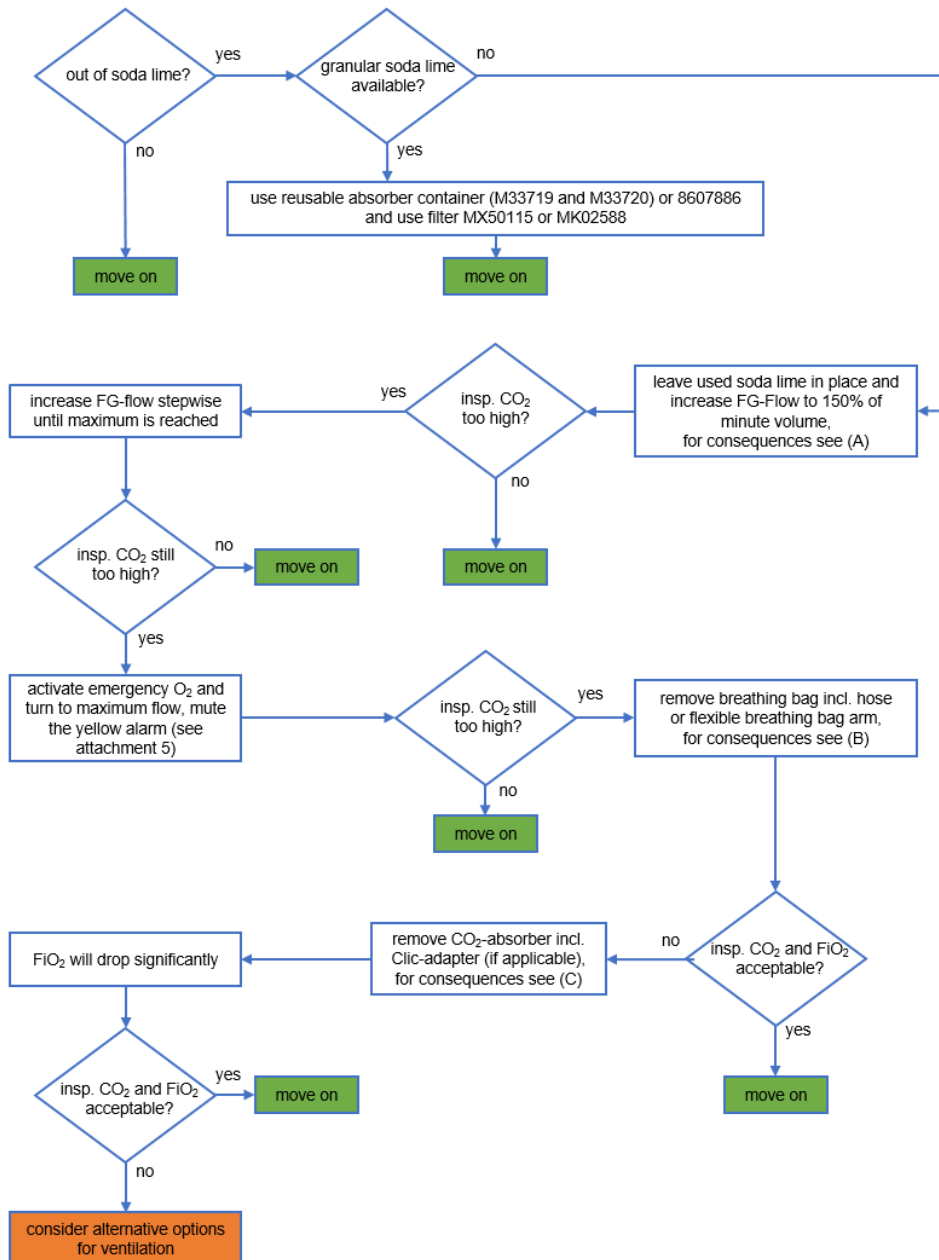 out of soda lime?
yes
granular soda lime
available?
no
no
yes
use reusable absorber container (M33719 and M33720) or 8607886
and use filter MX50115 or MK02588
move on
move on
leave used soda lime in place and
increase FG-Flow to 150% of
minute volume,
for consequences see (A)
insp. CO₂
too high?
yes
no
move on
increase FG-flow stepwise
until maximum is reached
insp. CO₂ still
too high?
no
move on
yes
activate emergency O₂ and
turn to maximum flow, mute
the yellow alarm (see
attachment 5)
insp. CO₂ still
too high?
yes
no
move on
remove breathing bag incl. hose
or flexible breathing bag arm,
for consequences see (B)
insp. CO₂ and FiO₂
acceptable?
no
yes
move on
remove CO₂-absorber incl.
Clic-adapter (if applicable),
for consequences see (C)
FiO₂ will drop significantly
insp. CO₂ and FiO₂
acceptable?
yes
move on
no
consider alternative options
for ventilation